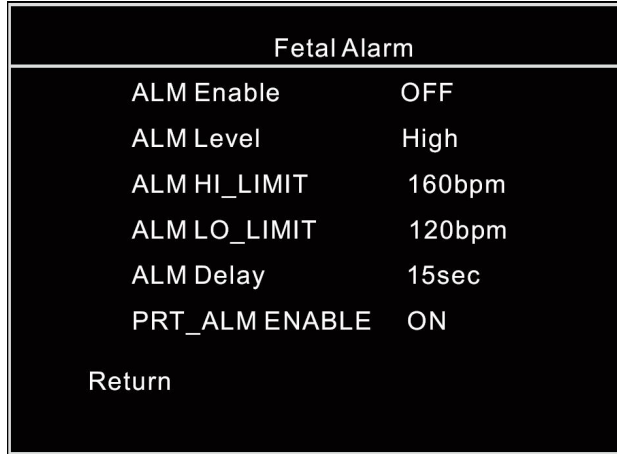 Fetal Alarm
ALM Enable OFF
ALM Level High
ALM HI_LIMIT 160bpm
ALM LO_LIMIT 120bpm
ALM Delay 15sec
PRT_ALM ENABLE ON
Return